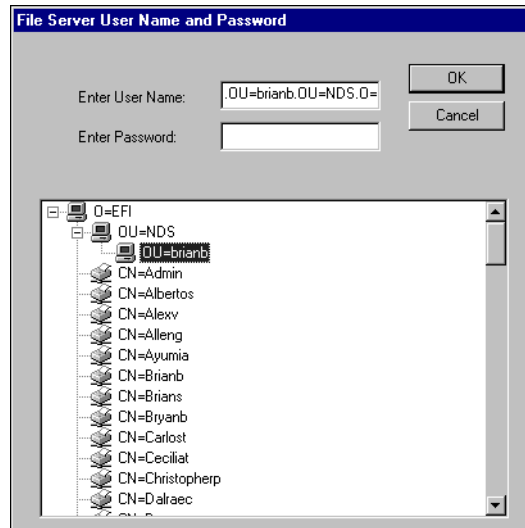 File Server User Name and Password
OK
Enter User Name: .OU=brianb.OU=NDS.O=
Cancel
Enter Password:
O=EFI
OU=NDS
OU=brianb
CN=Admin
CN=Albertos
CN=Alexv
CN=Alleng
CN=Ayumia
CN=Brianb
CN=Brians
CN=Bryanb
CN=Carlost
CN=Ceciliat
CN=Christopherp
CN=Dalraec